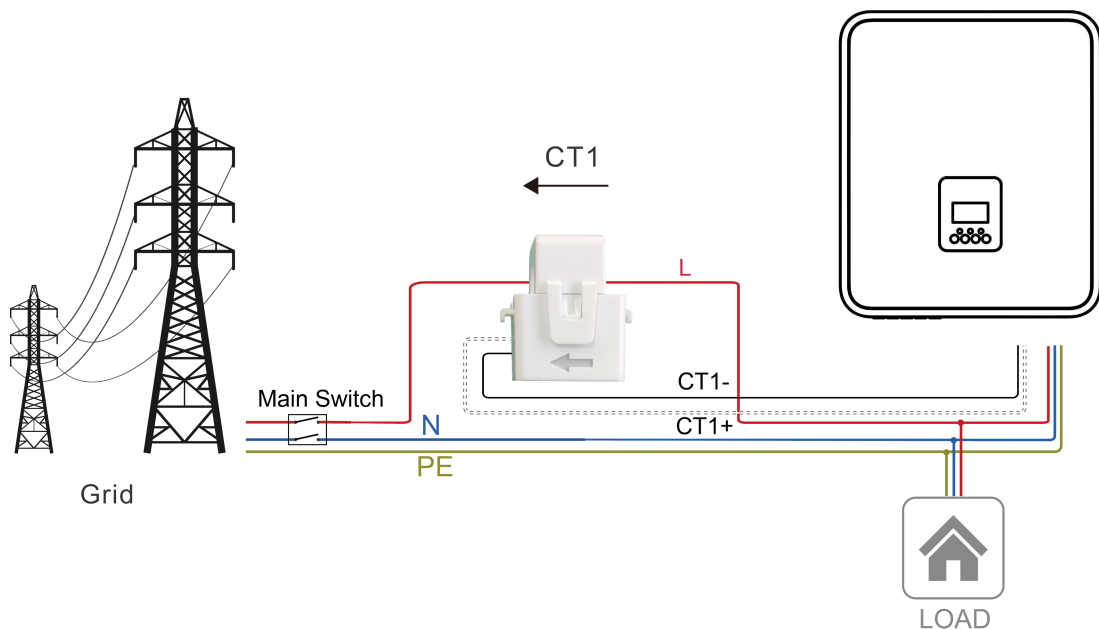 CT1
L
CT1-
Main Switch
N
CT1+
PE
Grid
LOAD